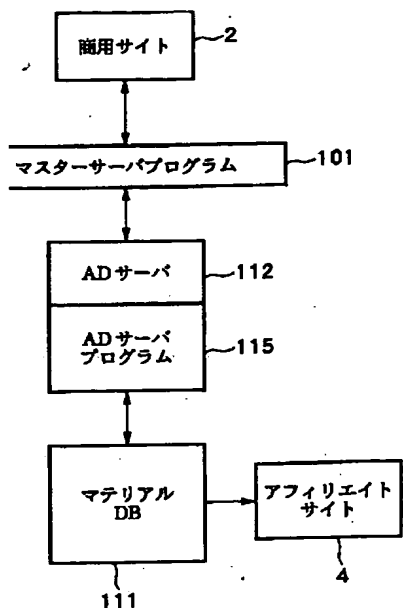 商用サイト
2
マスターサーバプログラム
101
ADサーバ
112
ADサーバ
プログラム
115
マテリアル
DB
111
アフィリエイト
サイト
4